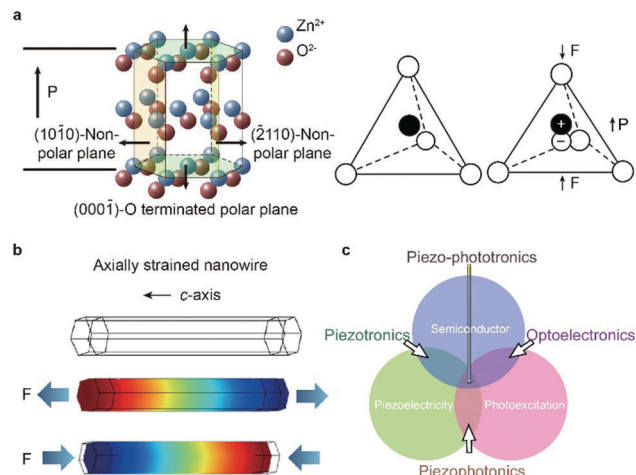 a
Zn2+
O2-
P
(101̄0)-Non-
polar plane
(2̄110)-Non-
polar plane
(0001̄)-O terminated polar plane
F
+
−
P
F
b
Axially strained nanowire
c-axis
F
F
c
Piezo-phototronics
Piezotronics
Semiconductor
Optoelectronics
Piezoelectricity
Photoexcitation
Piezophotonics